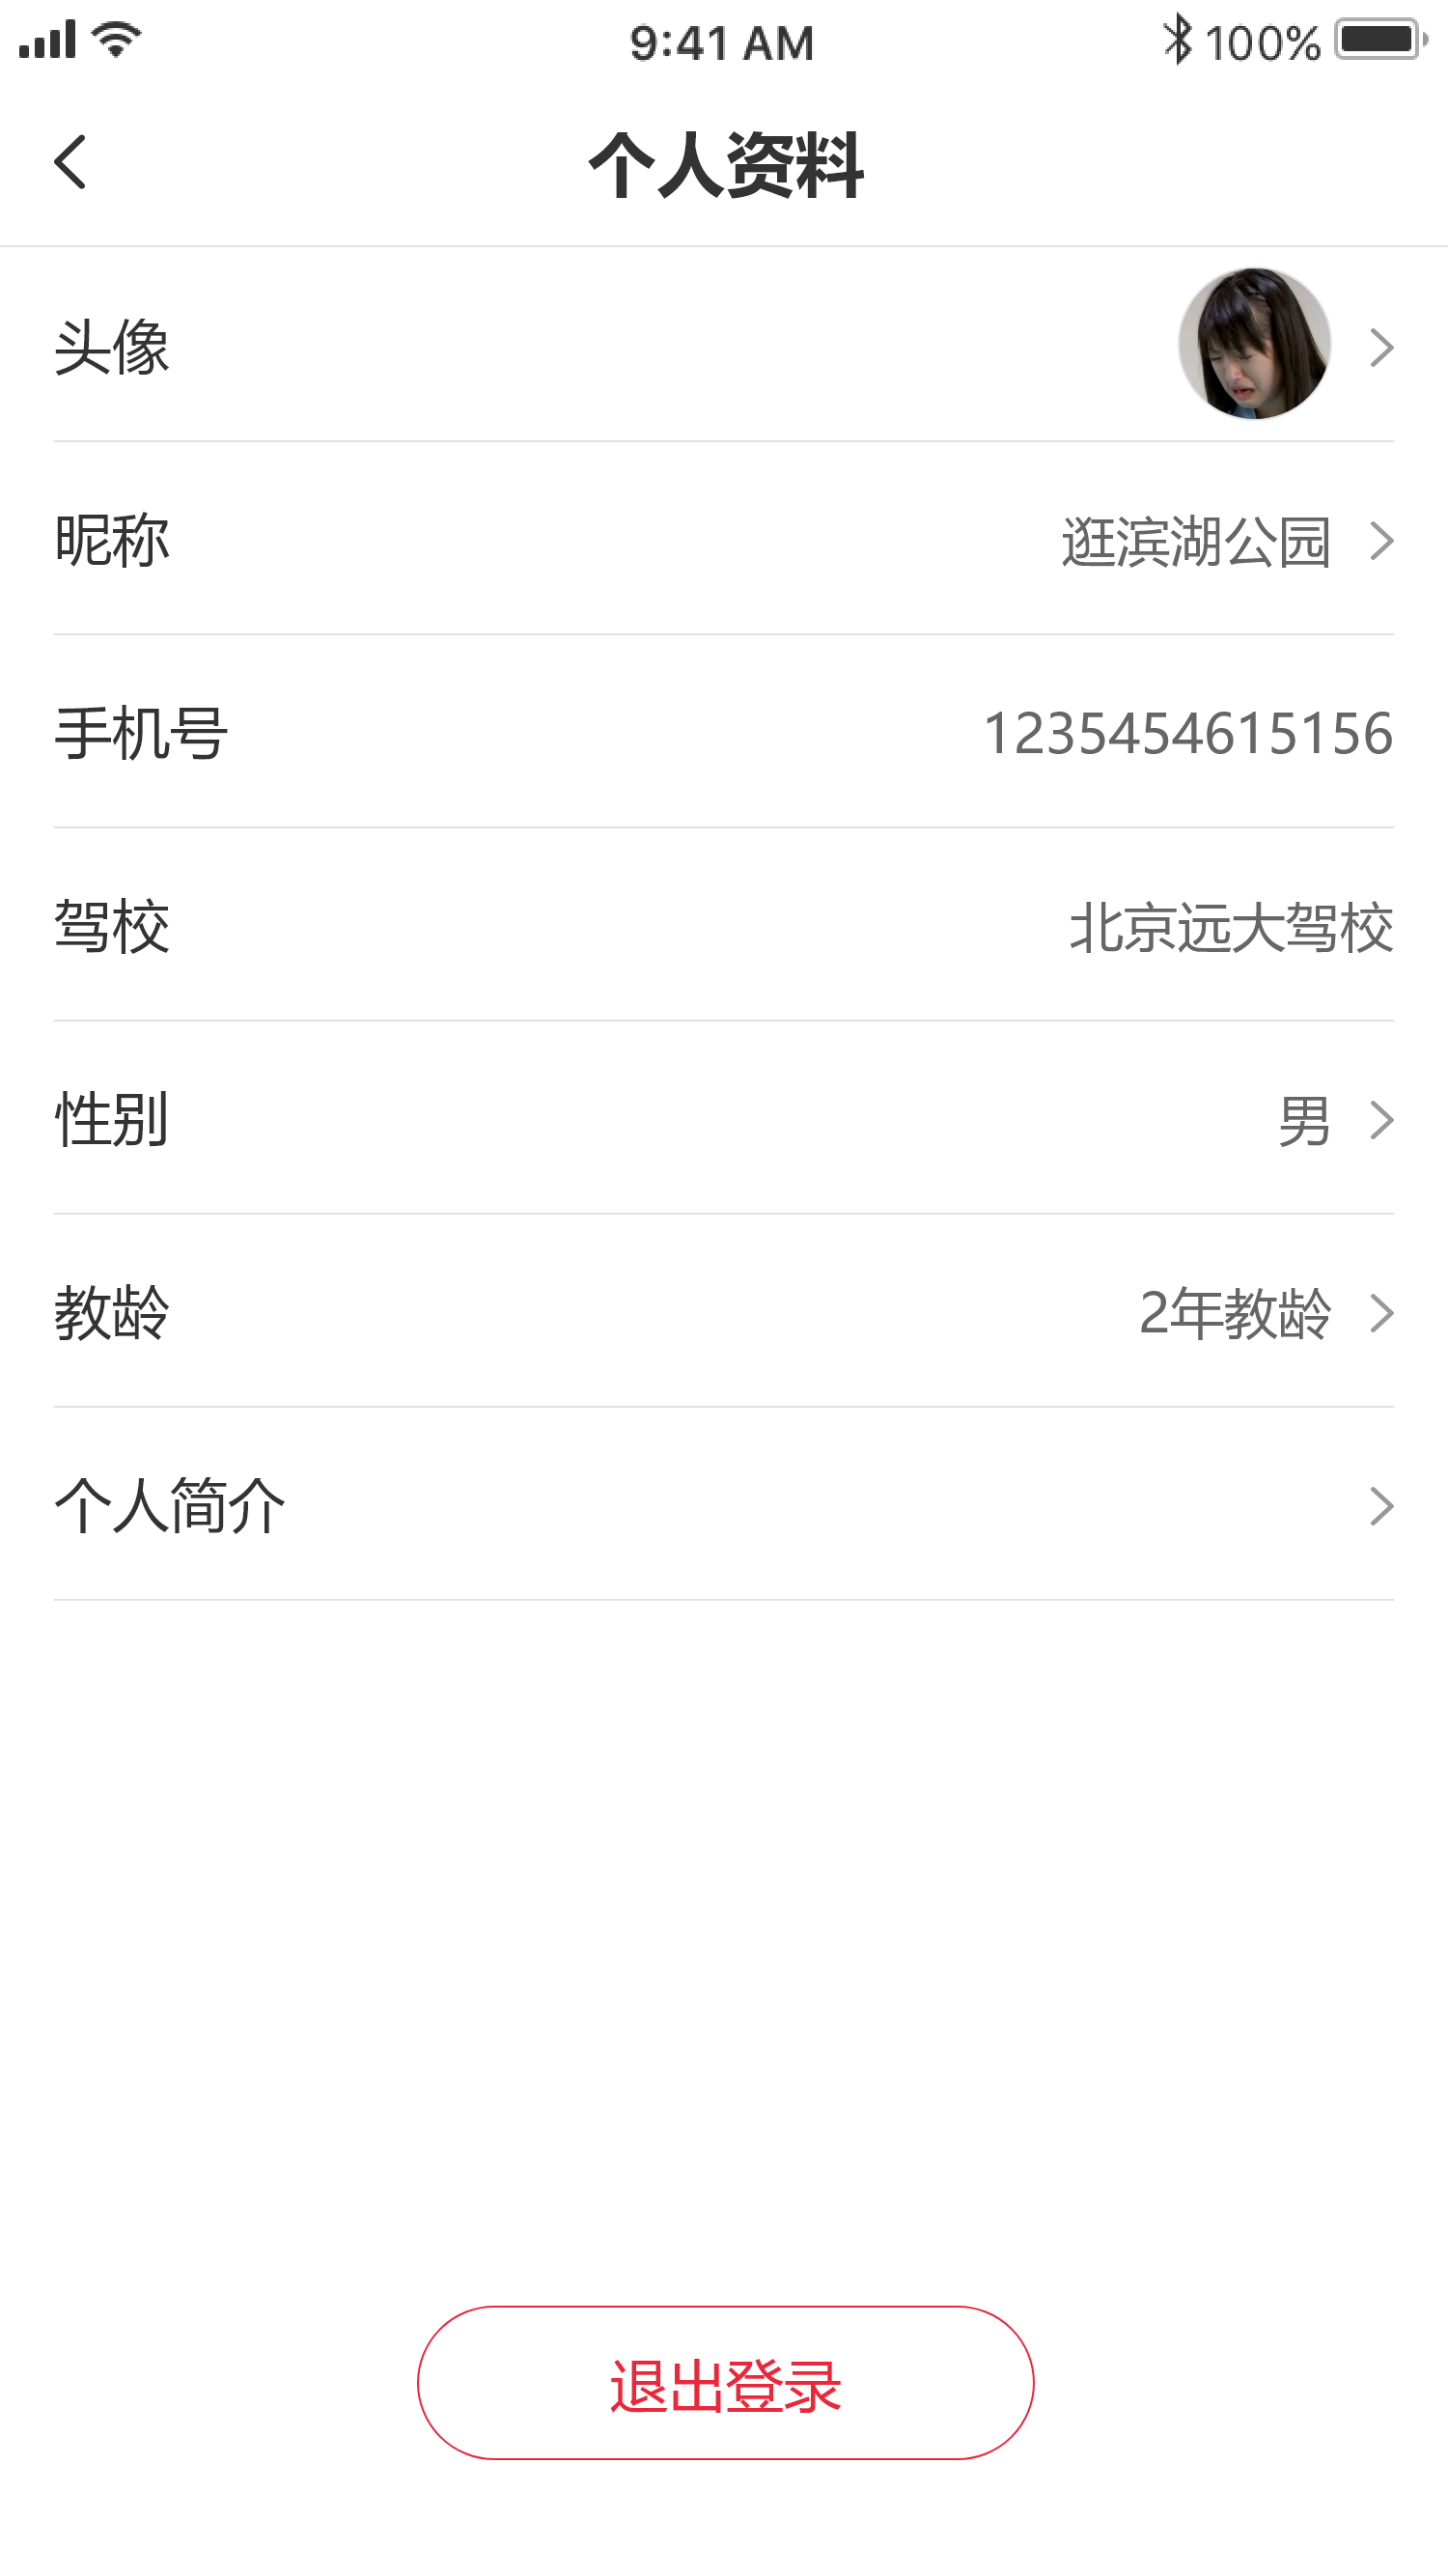 9:41 AM 100%
个人资料
头像
昵称 逛滨湖公园
手机号 1235454615156
驾校 北京远大驾校
性别 男
教龄 2年教龄
个人简介
退出登录